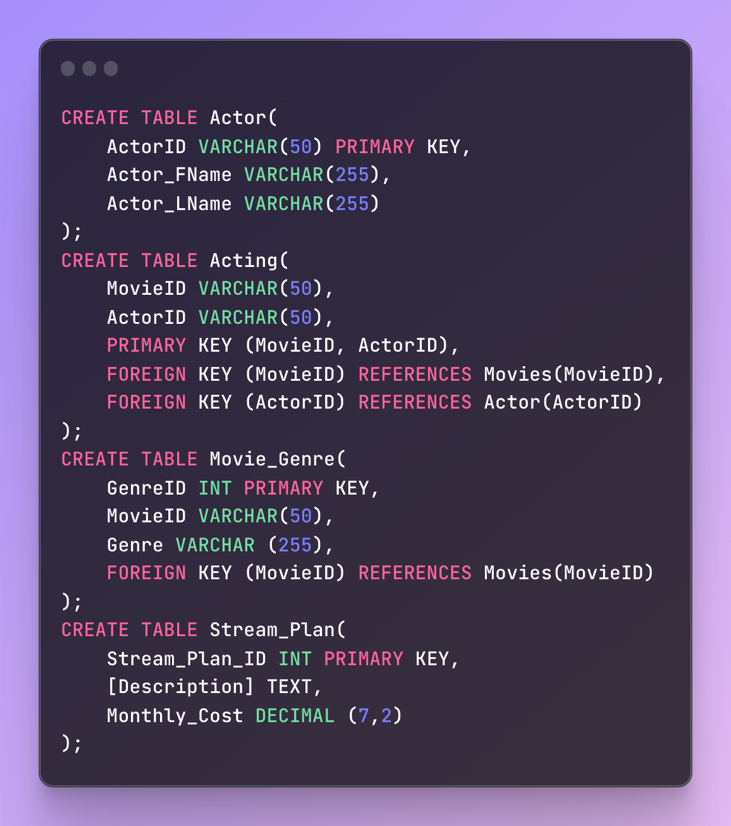 CREATE TABLE Actor(
    ActorID VARCHAR(50) PRIMARY KEY,
    Actor_FName VARCHAR(255),
    Actor_LName VARCHAR(255)
);
CREATE TABLE Acting(
    MovieID VARCHAR(50),
    ActorID VARCHAR(50),
    PRIMARY KEY (MovieID, ActorID),
    FOREIGN KEY (MovieID) REFERENCES Movies(MovieID),
    FOREIGN KEY (ActorID) REFERENCES Actor(ActorID)
);
CREATE TABLE Movie_Genre(
    GenreID INT PRIMARY KEY,
    MovieID VARCHAR(50),
    Genre VARCHAR (255),
    FOREIGN KEY (MovieID) REFERENCES Movies(MovieID)
);
CREATE TABLE Stream_Plan(
    Stream_Plan_ID INT PRIMARY KEY,
    [Description] TEXT,
    Monthly_Cost DECIMAL (7,2)
);